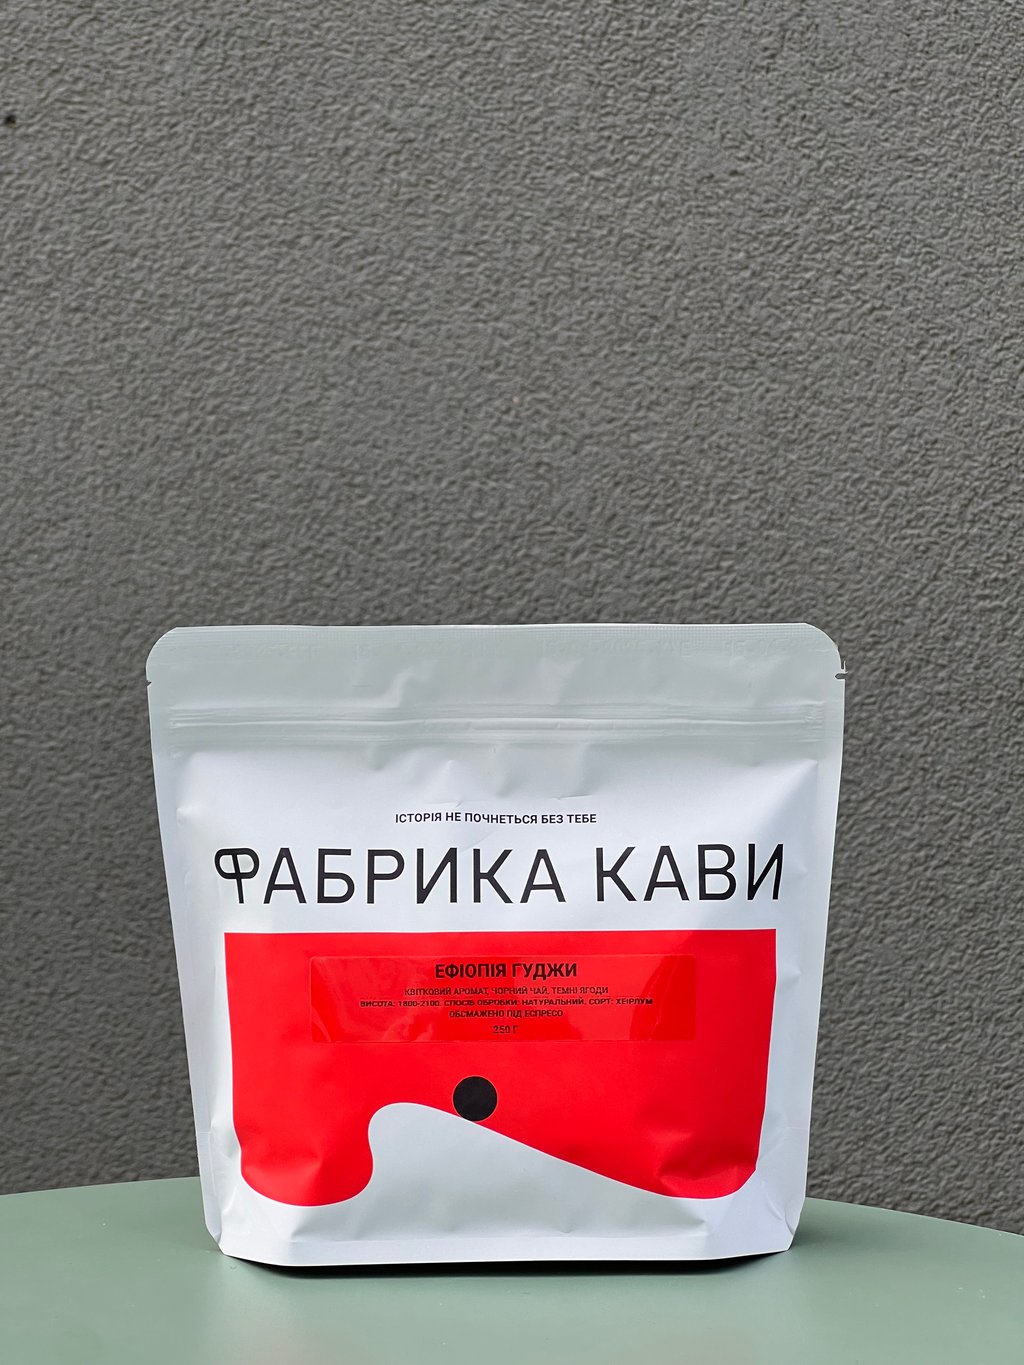 ІСТОРІЯ НЕ ПОЧНЕТЬСЯ БЕЗ ТЕБЕ
ФАБРИКА КАВИ
ЕФІОПІЯ ГУДЖИ
КВІТКОВИЙ АРОМАТ, ЧОРНИЙ ЧАЙ, ТЕМНІ ЯГОДИ
ВИСОТА: 1800-2100. СПОСІБ ОБРОБКИ: НАТУРАЛЬНИЙ. СОРТ: ХЕІРЛУМ
ОБСМАЖЕНО ПІД ЕСПРЕСО
250 Г